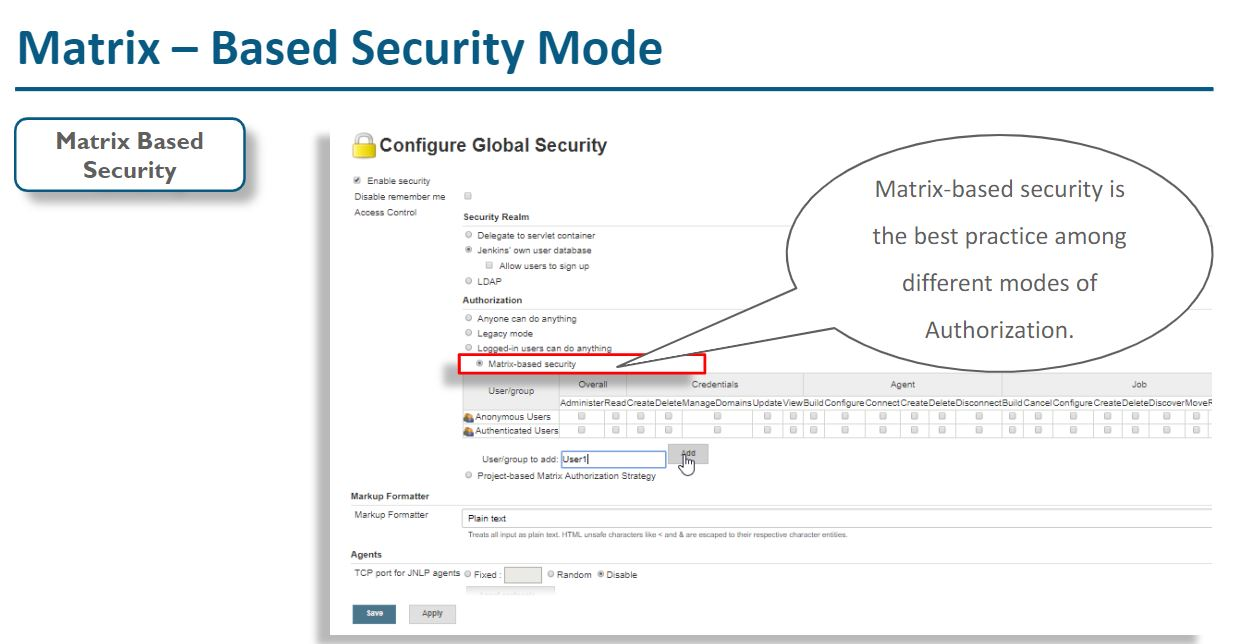 Matrix – Based Security Mode
Matrix Based
Security
Configure Global Security
Enable security
Disable remember me
Access Control
Security Realm
Delegate to servlet container
Jenkins' own user database
Allow users to sign up
LDAP
Authorization
Anyone can do anything
Legacy mode
Logged-in users can do anything
Matrix-based security
Matrix-based security is
the best practice among
different modes of
Authorization.
User/group Overall Credentials Agent Job
Administer Read Create Delete ManageDomains Update View Build Configure Connect Create Delete Disconnect Build Cancel Configure Create Delete Discover Move
Anonymous Users
Authenticated Users
User/group to add: User1 Add
Project-based Matrix Authorization Strategy
Markup Formatter
Markup Formatter Plain text
Treats all input as plain text. HTML unsafe characters like < and & are escaped to their respective character entities.
Agents
TCP port for JNLP agents Fixed : Random Disable
Save Apply